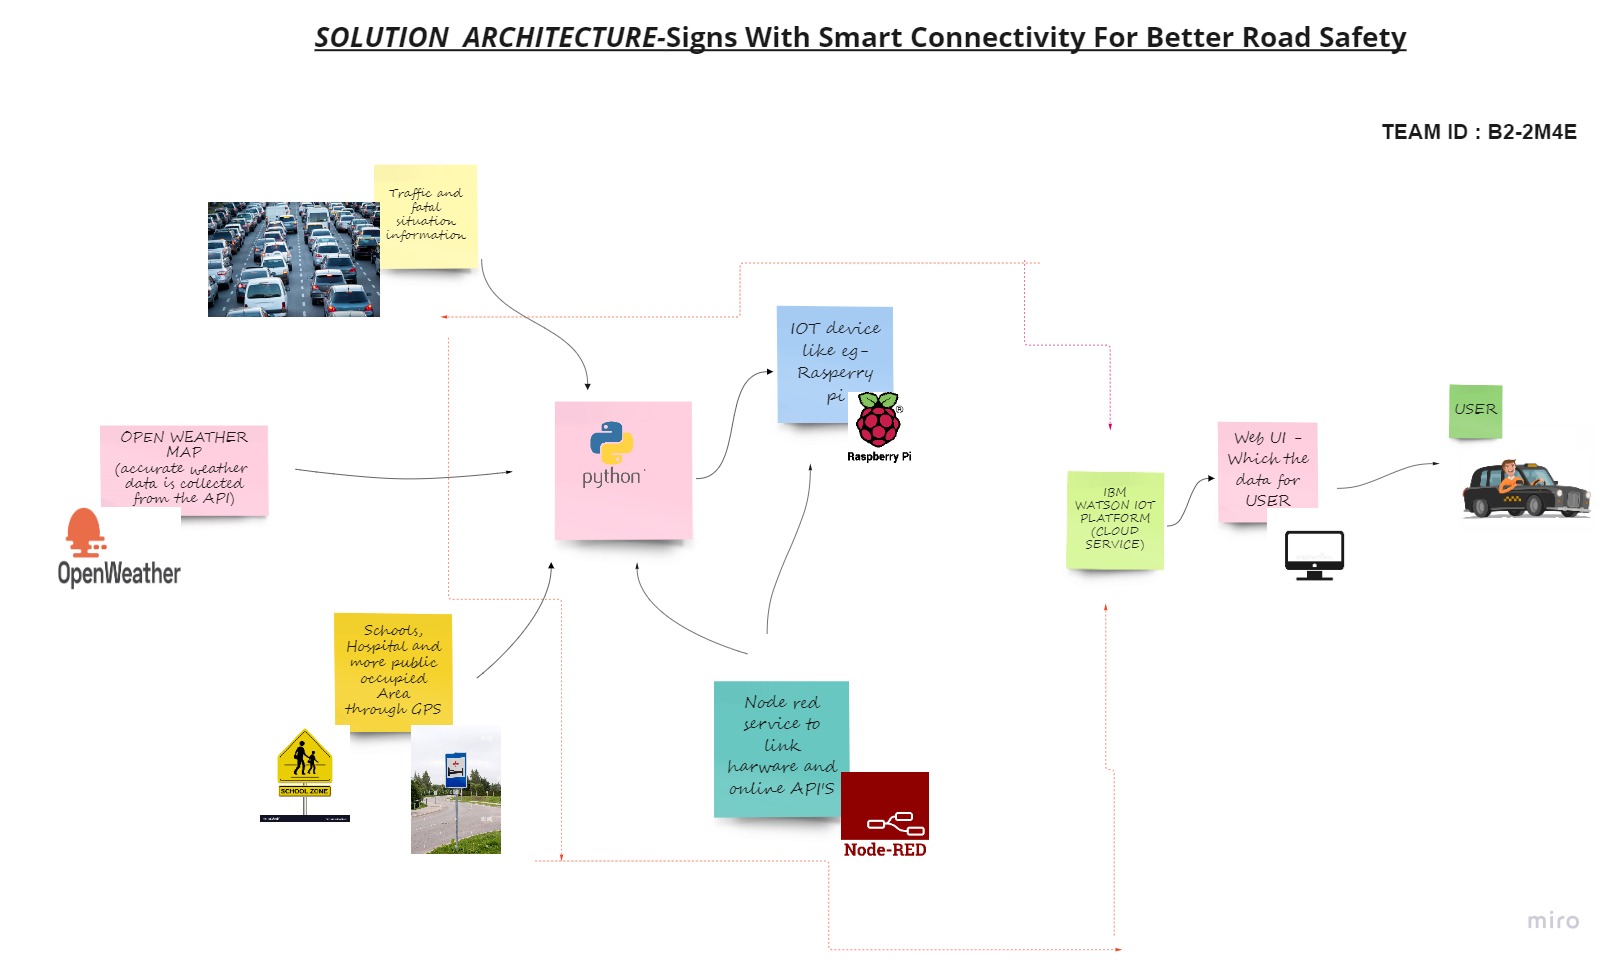 SOLUTION ARCHITECTURE-Signs With Smart Connectivity For Better Road Safety
TEAM ID : B2-2M4E
Traffic and
fatal
situation
information
IOT device
like eg-
Rasperry
pi
Raspberry Pi
®
OPEN WEATHER
MAP
(accurate weather
data is collected
from the API)
OpenWeather
python
USER
Web UI -
Which the
data for
USER
IBM
WATSON IOT
PLATFORM
(CLOUD
SERVICE)
Schools,
Hospital and
more public
occupied
Area
through GPS
SCHOOL ZONE
Node red
service to
link
harware and
online API'S
Node-RED
miro